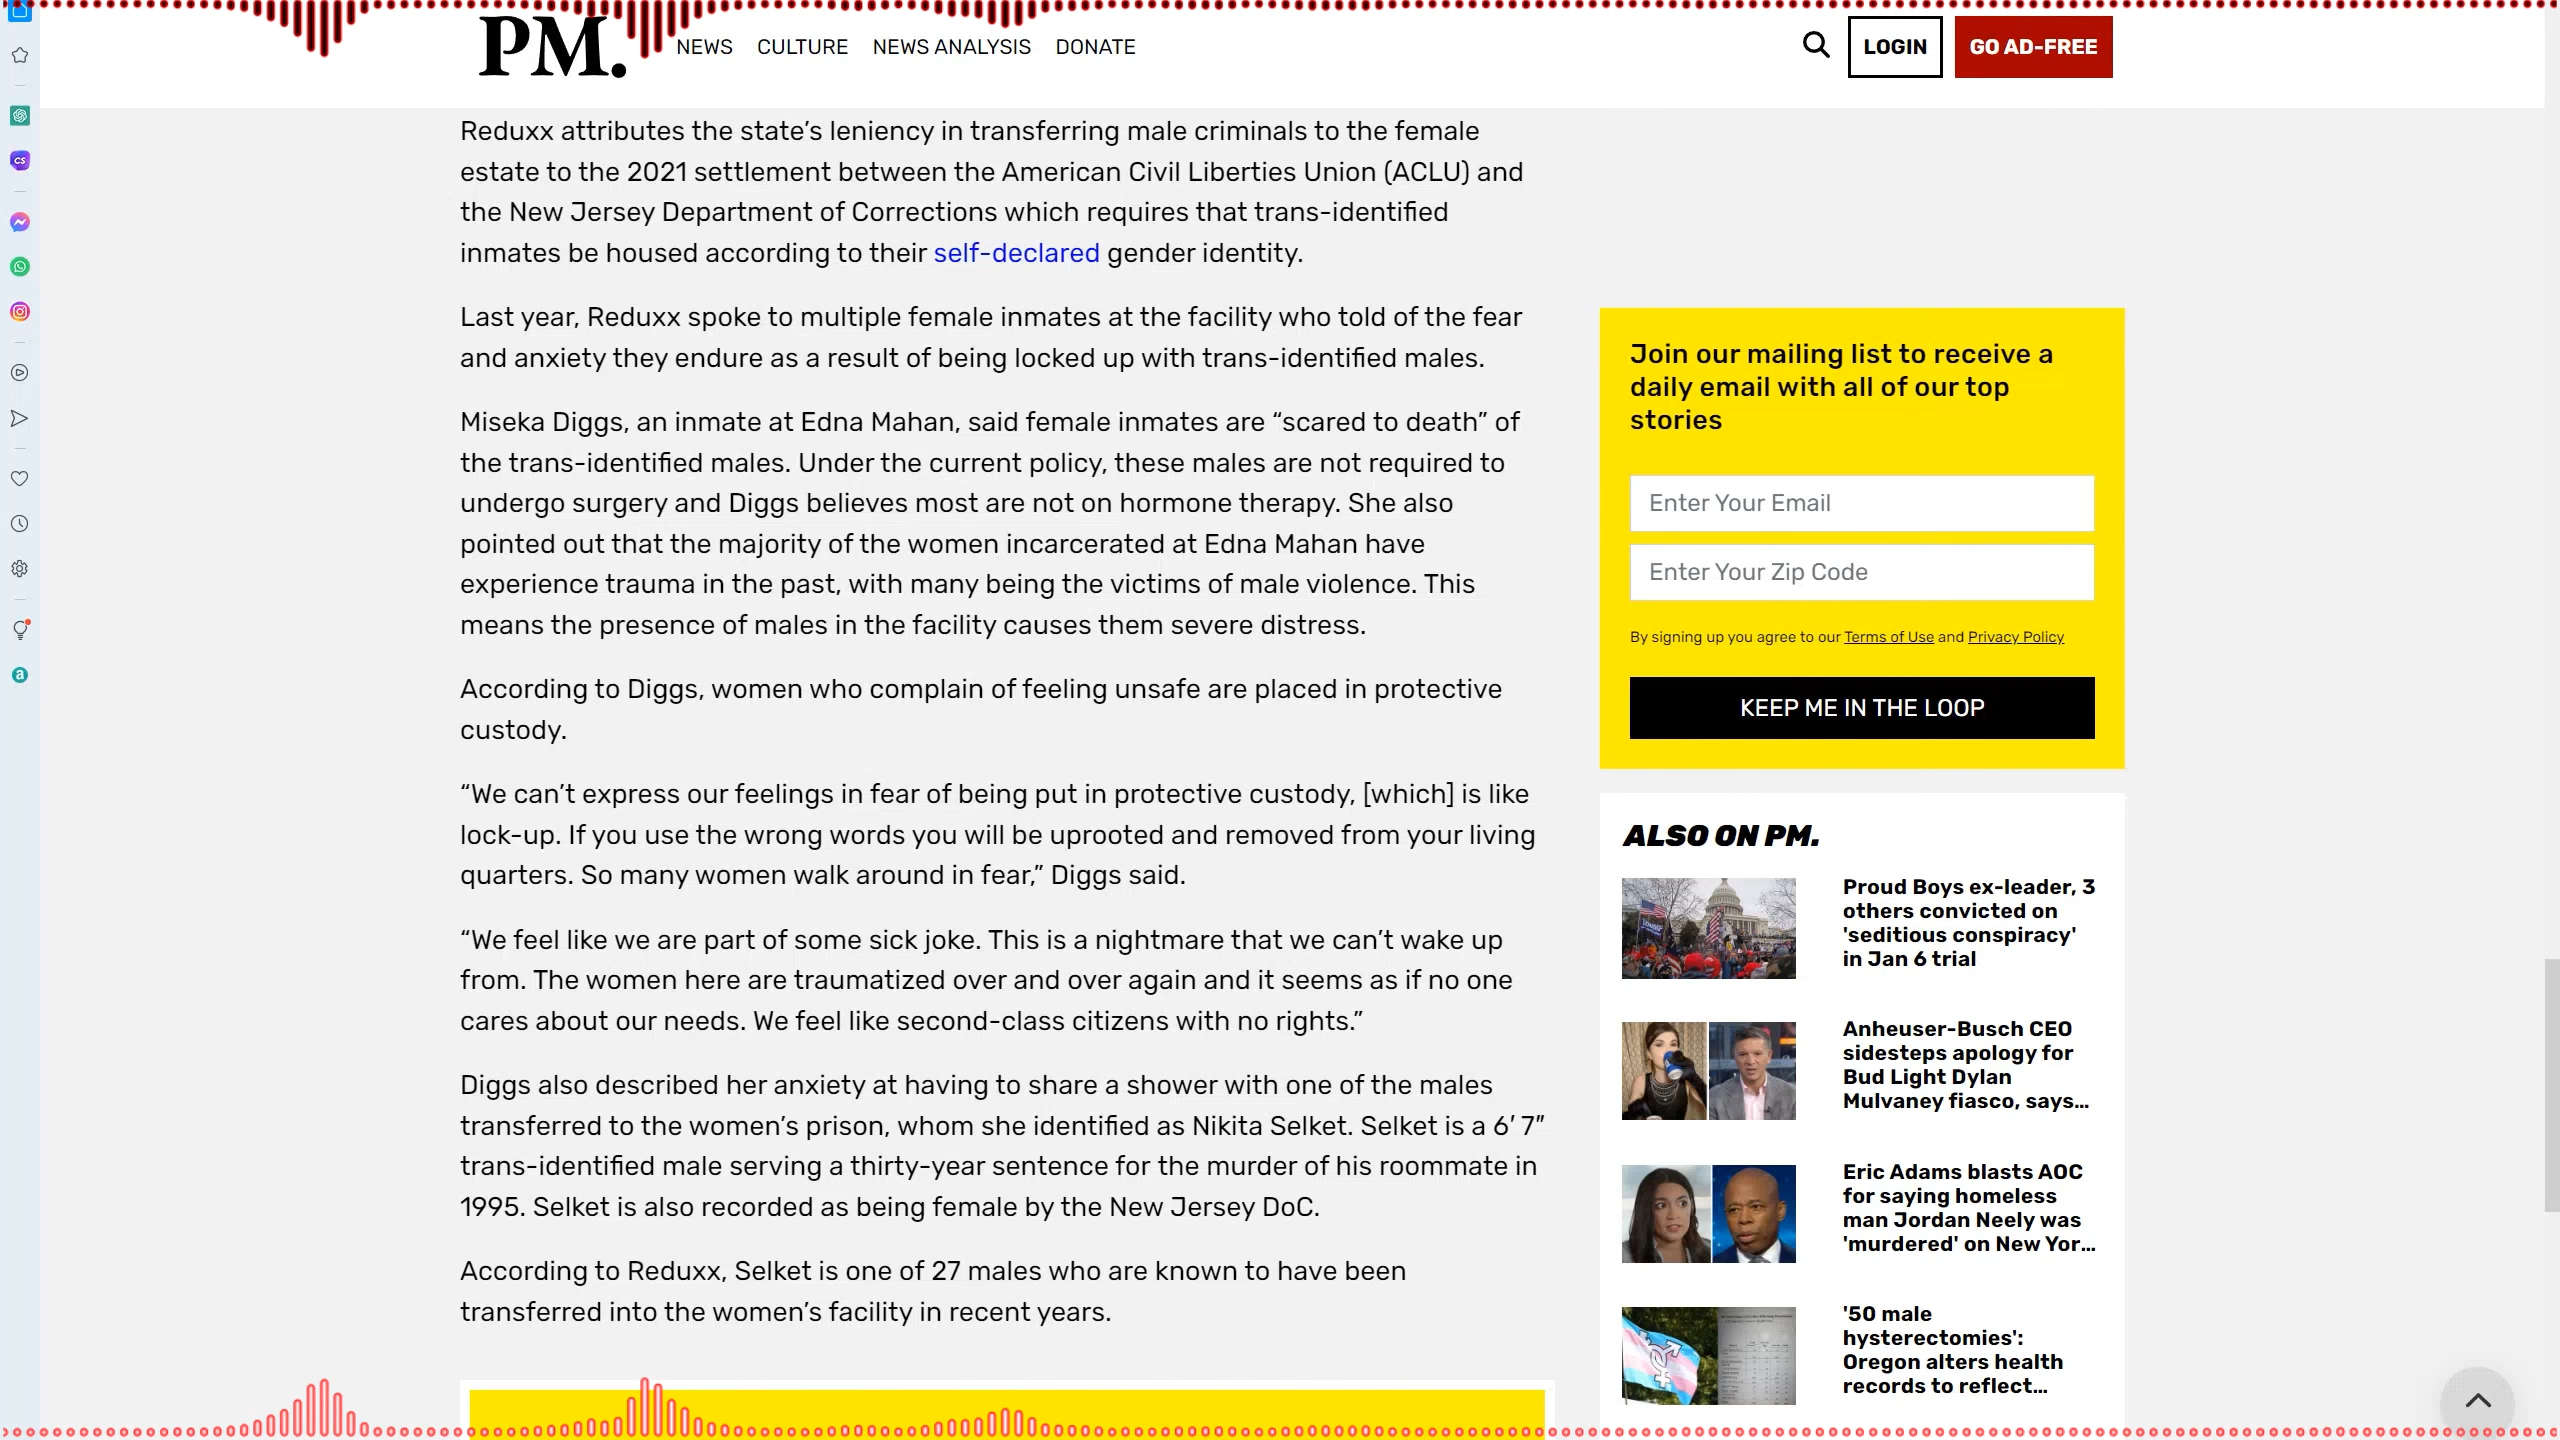 PM.
NEWS
CULTURE
NEWS ANALYSIS
DONATE
LOGIN
GO AD-FREE
Reduxx attributes the state’s leniency in transferring male criminals to the female
estate to the 2021 settlement between the American Civil Liberties Union (ACLU) and
the New Jersey Department of Corrections which requires that trans-identified
inmates be housed according to their self-declared gender identity.
Last year, Reduxx spoke to multiple female inmates at the facility who told of the fear
and anxiety they endure as a result of being locked up with trans-identified males.
Miseka Diggs, an inmate at Edna Mahan, said female inmates are “scared to death” of
the trans-identified males. Under the current policy, these males are not required to
undergo surgery and Diggs believes most are not on hormone therapy. She also
pointed out that the majority of the women incarcerated at Edna Mahan have
experience trauma in the past, with many being the victims of male violence. This
means the presence of males in the facility causes them severe distress.
According to Diggs, women who complain of feeling unsafe are placed in protective
custody.
“We can’t express our feelings in fear of being put in protective custody, [which] is like
lock-up. If you use the wrong words you will be uprooted and removed from your living
quarters. So many women walk around in fear,” Diggs said.
“We feel like we are part of some sick joke. This is a nightmare that we can’t wake up
from. The women here are traumatized over and over again and it seems as if no one
cares about our needs. We feel like second-class citizens with no rights.”
Diggs also described her anxiety at having to share a shower with one of the males
transferred to the women’s prison, whom she identified as Nikita Selket. Selket is a 6’ 7”
trans-identified male serving a thirty-year sentence for the murder of his roommate in
1995. Selket is also recorded as being female by the New Jersey DoC.
According to Reduxx, Selket is one of 27 males who are known to have been
transferred into the women’s facility in recent years.
Join our mailing list to receive a
daily email with all of our top
stories
Enter Your Email
Enter Your Zip Code
By signing up you agree to our Terms of Use and Privacy Policy
KEEP ME IN THE LOOP
ALSO ON PM.
Proud Boys ex-leader, 3
others convicted on
'seditious conspiracy'
in Jan 6 trial
Anheuser-Busch CEO
sidesteps apology for
Bud Light Dylan
Mulvaney fiasco, says...
Eric Adams blasts AOC
for saying homeless
man Jordan Neely was
'murdered' on New Yor...
'50 male
hysterectomies':
Oregon alters health
records to reflect...
CS
a